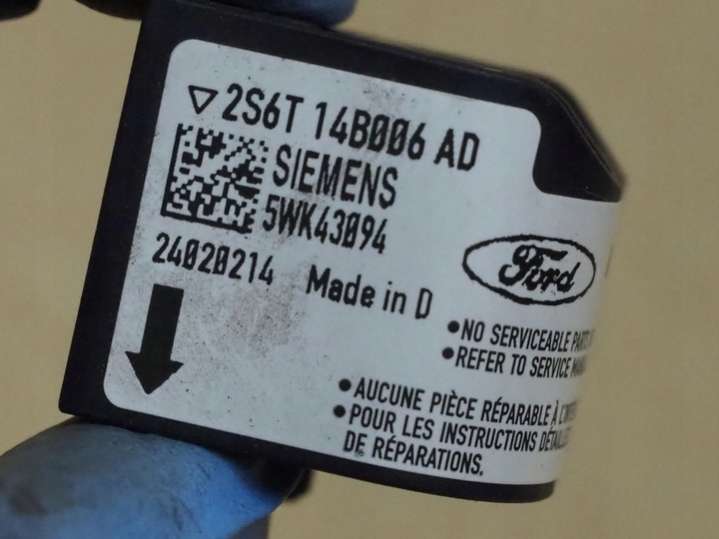 2S6T 14B006 AD
SIEMENS
5WK43094
24020214 Made in D
Ford
•NO SERVICEABLE
•REFER TO SERVICE
•AUCUNE PIÈCE RÉPARABLE À
•POUR LES INSTRUCTIONS
DE RÉPARATIONS.